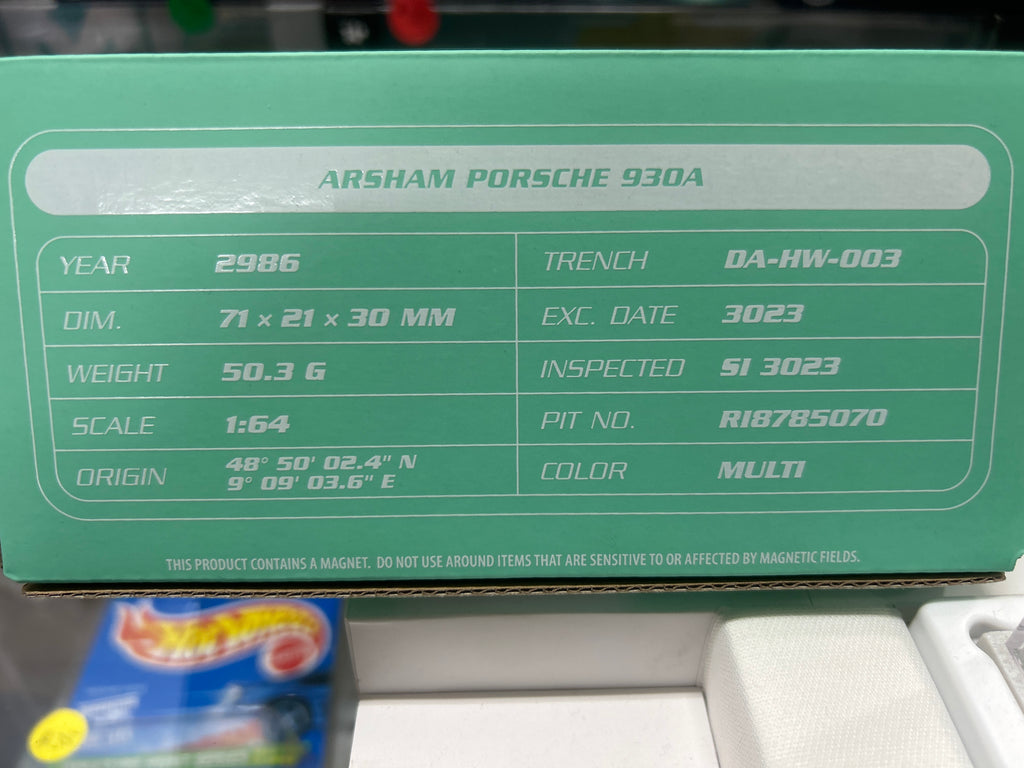 ARSHAM PORSCHE 930A
YEAR 2986
DIM. 71 × 21 × 30 MM
WEIGHT 50.3 G
SCALE 1:64
ORIGIN 48° 50' 02.4" N
9° 09' 03.6" E
TRENCH DA-HW-003
EXC. DATE 3023
INSPECTED SI 3023
PIT NO. RI8785070
COLOR MULTI
THIS PRODUCT CONTAINS A MAGNET. DO NOT USE AROUND ITEMS THAT ARE SENSITIVE TO OR AFFECTED BY MAGNETIC FIELDS.
Hot Wheels